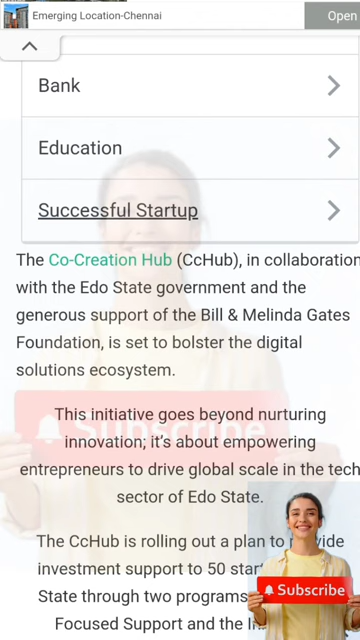 Emerging Location-Chennai
Open
Bank
Education
Successful Startup
The Co-Creation Hub (CcHub), in collaboration
with the Edo State government and the
generous support of the Bill & Melinda Gates
Foundation, is set to bolster the digital
solutions ecosystem.
Subscribe
This initiative goes beyond nurturing
innovation; it's about empowering
entrepreneurs to drive global scale in the tech
sector of Edo State.
The CcHub is rolling out a plan to
investment support to 50
State through two programs
Focused Support and the
Subscribe